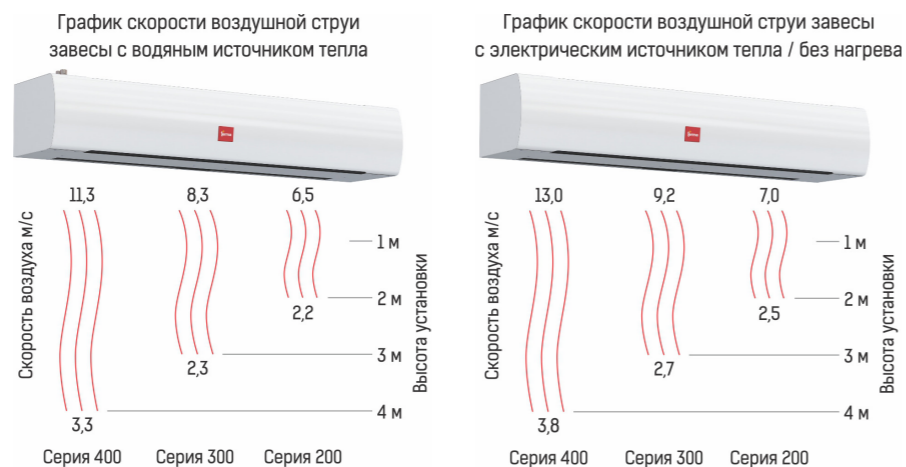 График скорости воздушной струи
завесы с водяным источником тепла
11,3 8,3 6,5
Скорость воздуха м/с
1 м
2 м
2,2
3 м
2,3
4 м
3,3
Высота установки
Серия 400 Серия 300 Серия 200
График скорости воздушной струи завесы
с электрическим источником тепла / без нагрева
13,0 9,2 7,0
Скорость воздуха м/с
1 м
2 м
2,5
3 м
2,7
4 м
3,8
Высота установки
Серия 400 Серия 300 Серия 200